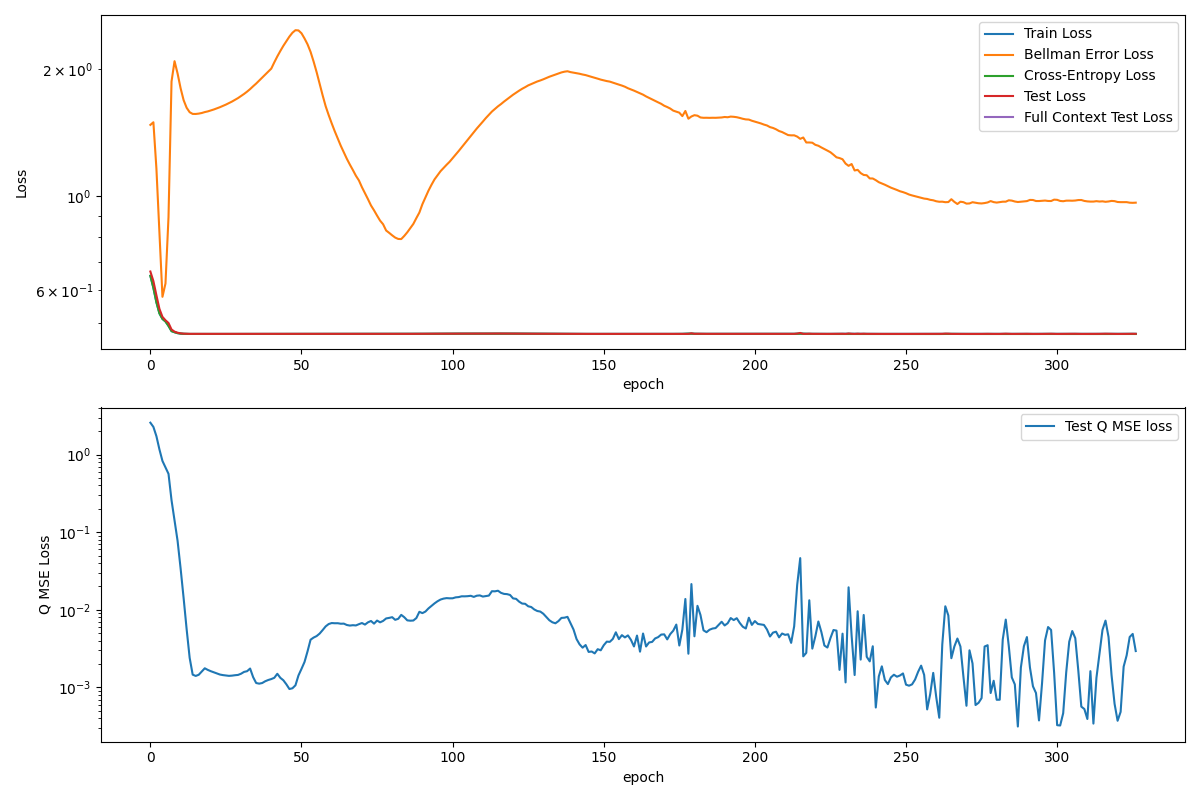 2 × 10⁰
10⁰
6 × 10⁻¹
Loss
Train Loss
Bellman Error Loss
Cross-Entropy Loss
Test Loss
Full Context Test Loss
0 50 100 150 200 250 300
epoch
10⁰
10⁻¹
10⁻²
10⁻³
Q MSE Loss
Test Q MSE loss
0 50 100 150 200 250 300
epoch